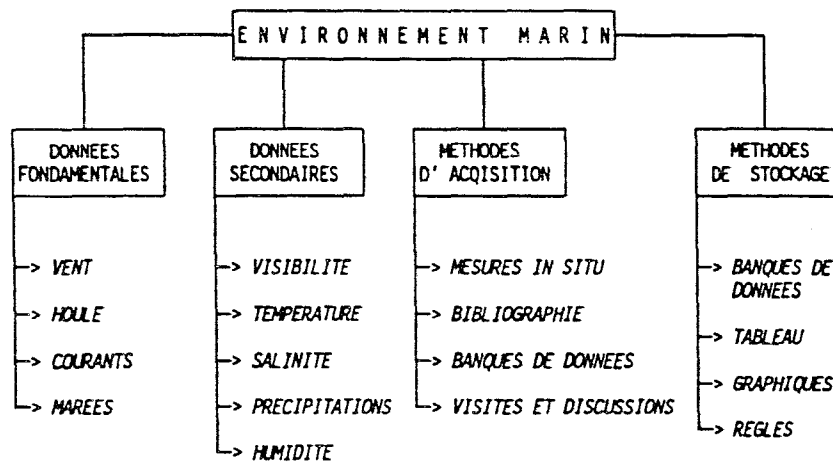 ENVIRONNEMENT MARIN
DONNEES
FONDAMENTALES
-> VENT
-> HOULE
-> COURANTS
-> MAREES
DONNEES
SECONDAIRES
-> VISIBILITE
-> TEMPERATURE
-> SALINITE
-> PRECIPITATIONS
-> HUMIDITE
METHODES
D' ACQISITION
-> MESURES IN SITU
-> BIBLIOGRAPHIE
-> BANQUES DE DONNEES
-> VISITES ET DISCUSSIONS
METHODES
DE STOCKAGE
-> BANQUES DE
DONNEES
-> TABLEAU
-> GRAPHIQUES
-> REGLES